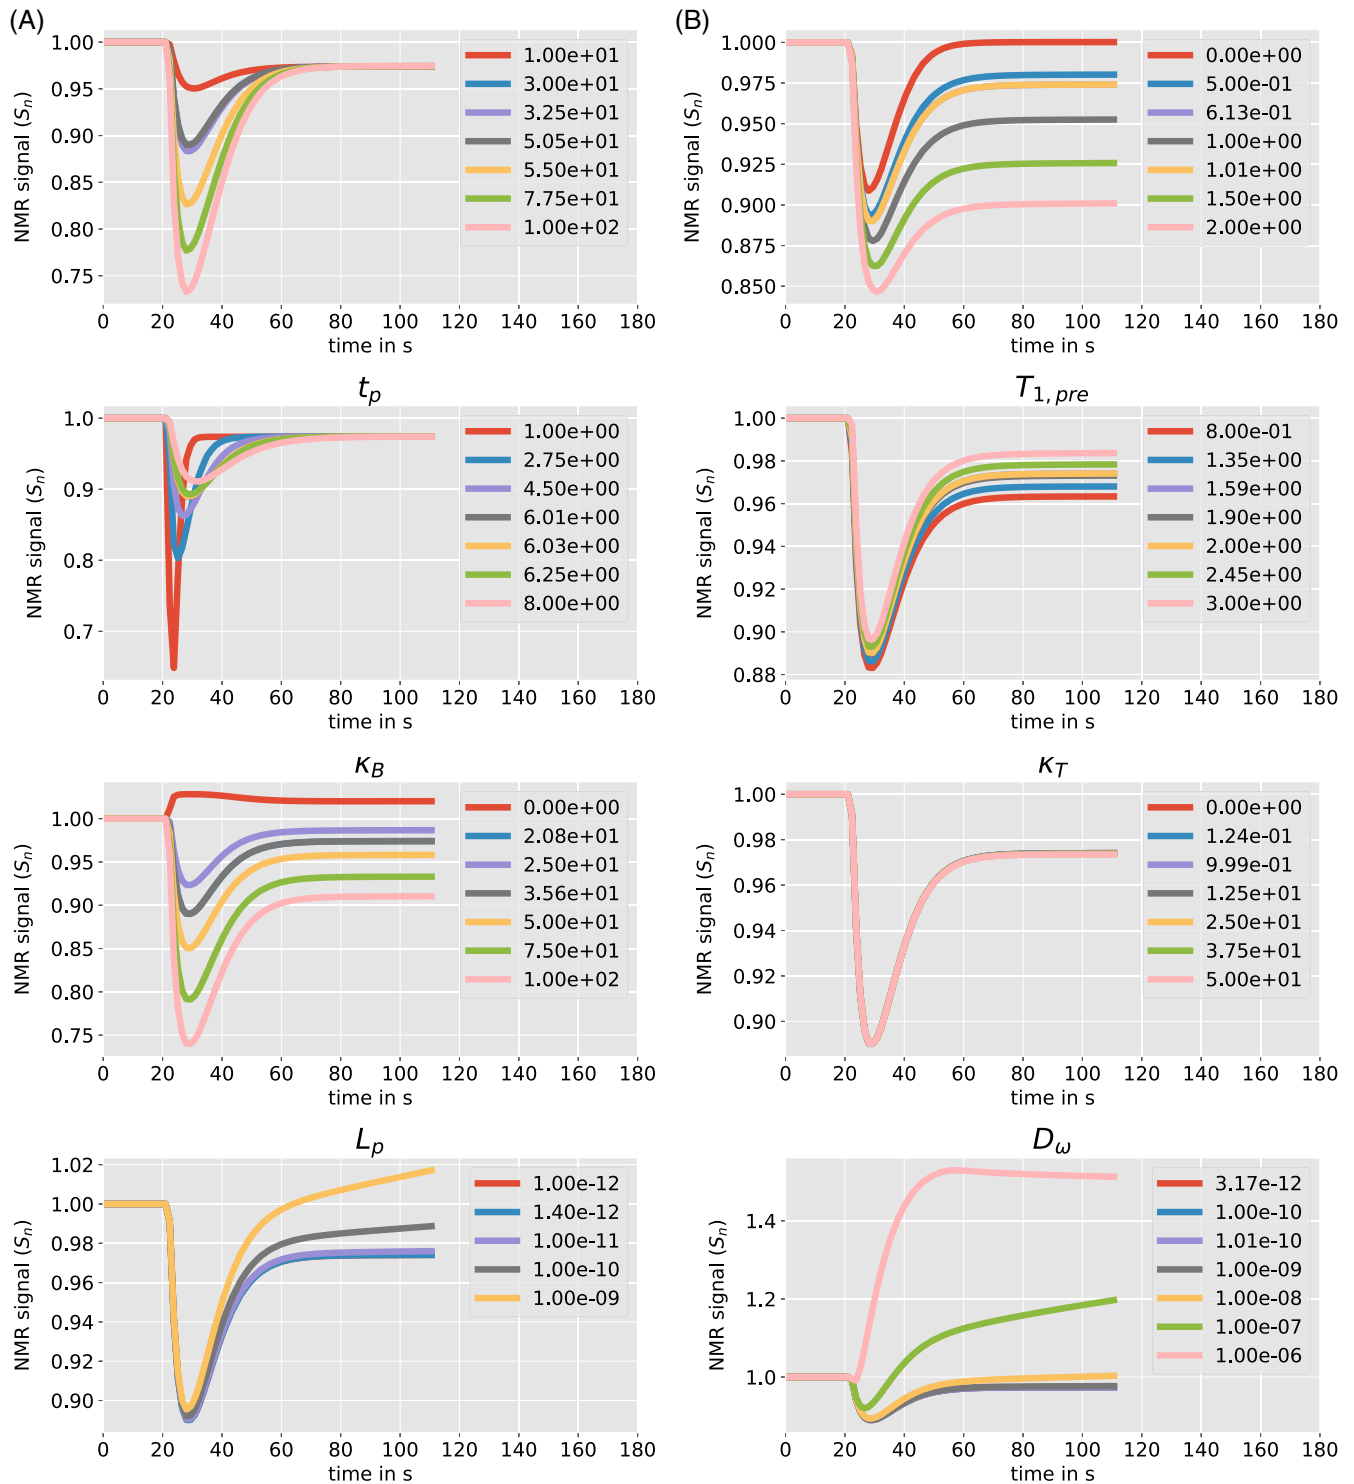 (A)
(B)
NMR signal (Sₙ)
1.00
0.95
0.90
0.85
0.80
0.75
0 20 40 60 80 100 120 140 160 180
time in s
1.00e+01
3.00e+01
3.25e+01
5.05e+01
5.50e+01
7.75e+01
1.00e+02
NMR signal (Sₙ)
1.000
0.975
0.950
0.925
0.900
0.875
0.850
0 20 40 60 80 100 120 140 160 180
time in s
0.00e+00
5.00e-01
6.13e-01
1.00e+00
1.01e+00
1.50e+00
2.00e+00
tₚ
NMR signal (Sₙ)
1.0
0.9
0.8
0.7
0 20 40 60 80 100 120 140 160 180
time in s
1.00e+00
2.75e+00
4.50e+00
6.01e+00
6.03e+00
6.25e+00
8.00e+00
T₁, pre
NMR signal (Sₙ)
1.00
0.98
0.96
0.94
0.92
0.90
0.88
0 20 40 60 80 100 120 140 160 180
time in s
8.00e-01
1.35e+00
1.59e+00
1.90e+00
2.00e+00
2.45e+00
3.00e+00
κB
NMR signal (Sₙ)
1.00
0.95
0.90
0.85
0.80
0.75
0 20 40 60 80 100 120 140 160 180
time in s
0.00e+00
2.08e+01
2.50e+01
3.56e+01
5.00e+01
7.50e+01
1.00e+02
κT
NMR signal (Sₙ)
1.00
0.98
0.96
0.94
0.92
0.90
0 20 40 60 80 100 120 140 160 180
time in s
0.00e+00
1.24e-01
9.99e-01
1.25e+01
2.50e+01
3.75e+01
5.00e+01
Lₚ
NMR signal (Sₙ)
1.02
1.00
0.98
0.96
0.94
0.92
0.90
0 20 40 60 80 100 120 140 160 180
time in s
1.00e-12
1.40e-12
1.00e-11
1.00e-10
1.00e-09
Dω
NMR signal (Sₙ)
1.4
1.2
1.0
0 20 40 60 80 100 120 140 160 180
time in s
3.17e-12
1.00e-10
1.01e-10
1.00e-09
1.00e-08
1.00e-07
1.00e-06